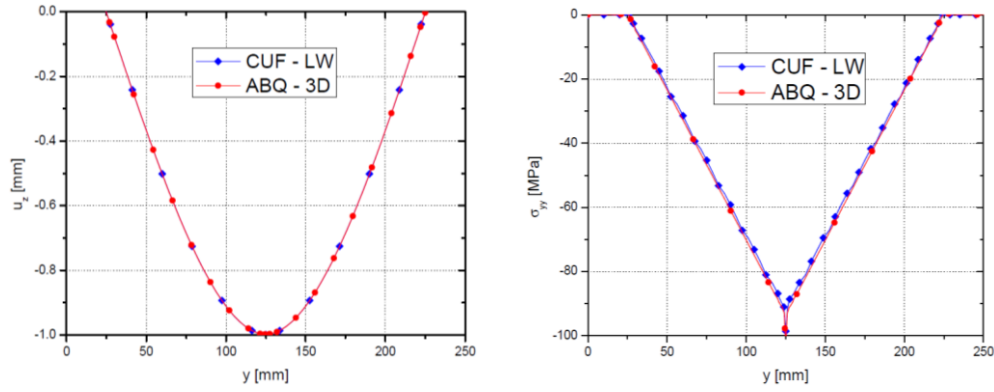 0.0
-0.2
-0.4
-0.6
-0.8
-1.0
u_z [mm]
CUF - LW
ABQ - 3D
0 50 100 150 200 250
y [mm]
0
-20
-40
-60
-80
-100
σ_yy [MPa]
CUF - LW
ABQ - 3D
0 50 100 150 200 250
y [mm]